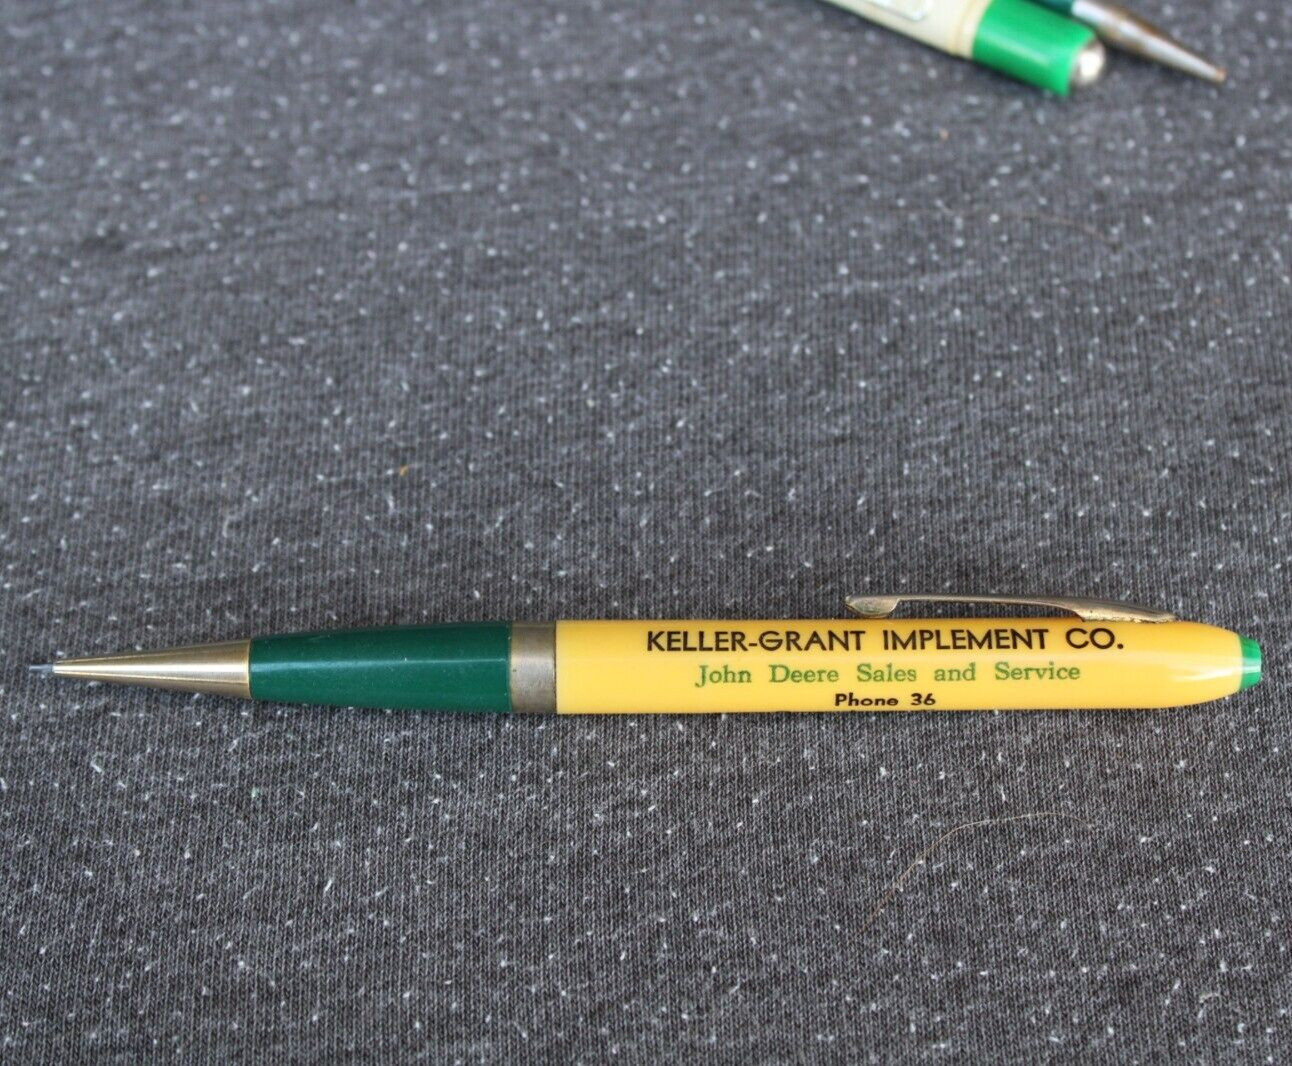 KELLER-GRANT IMPLEMENT CO.
John Deere Sales and Service
Phone 36